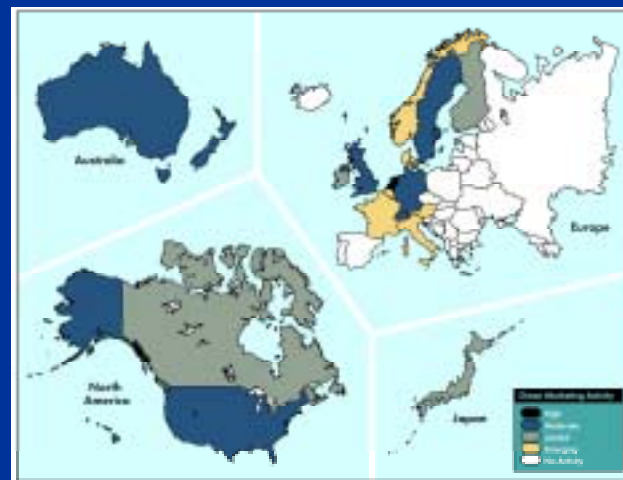 Australia
Europe
North
America
Japan
Green Marketing Activity
High
Moderate
Limited
Emerging
No Activity